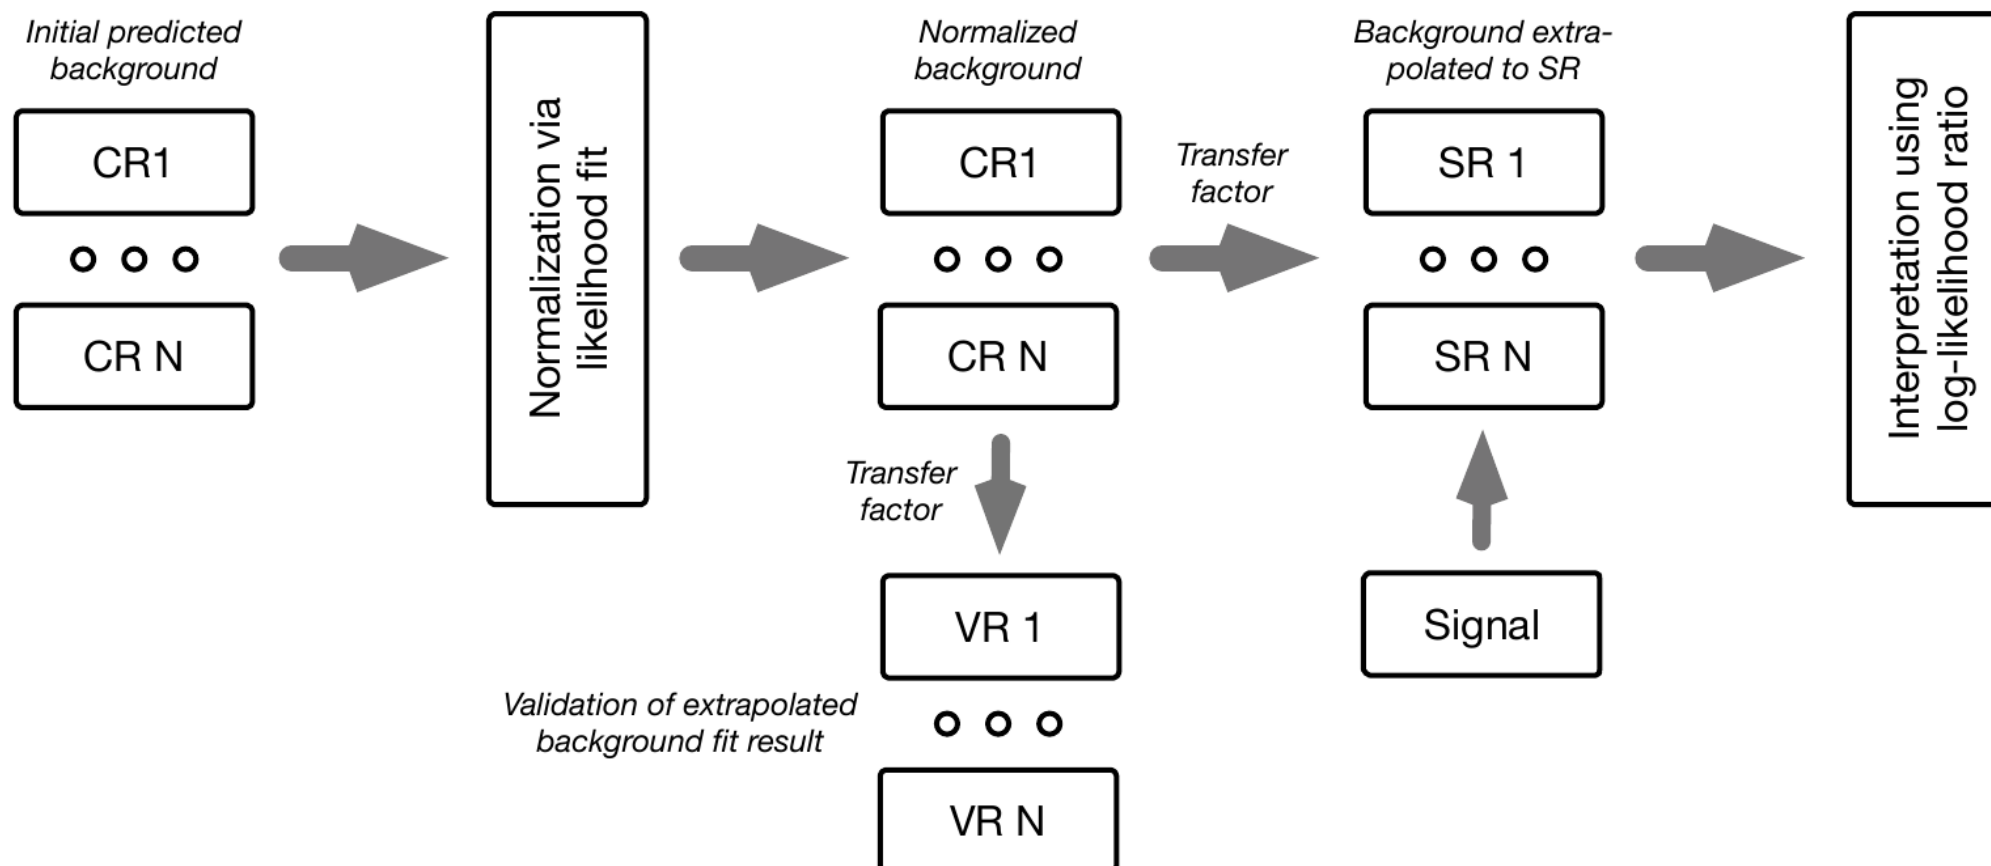 Initial predicted
background
CR1
CR N
Normalization via
likelihood fit
Normalized
background
CR1
CR N
Transfer
factor
Background extra-
polated to SR
SR 1
SR N
Interpretation using
log-likelihood ratio
Transfer
factor
VR 1
Validation of extrapolated
background fit result
VR N
Signal